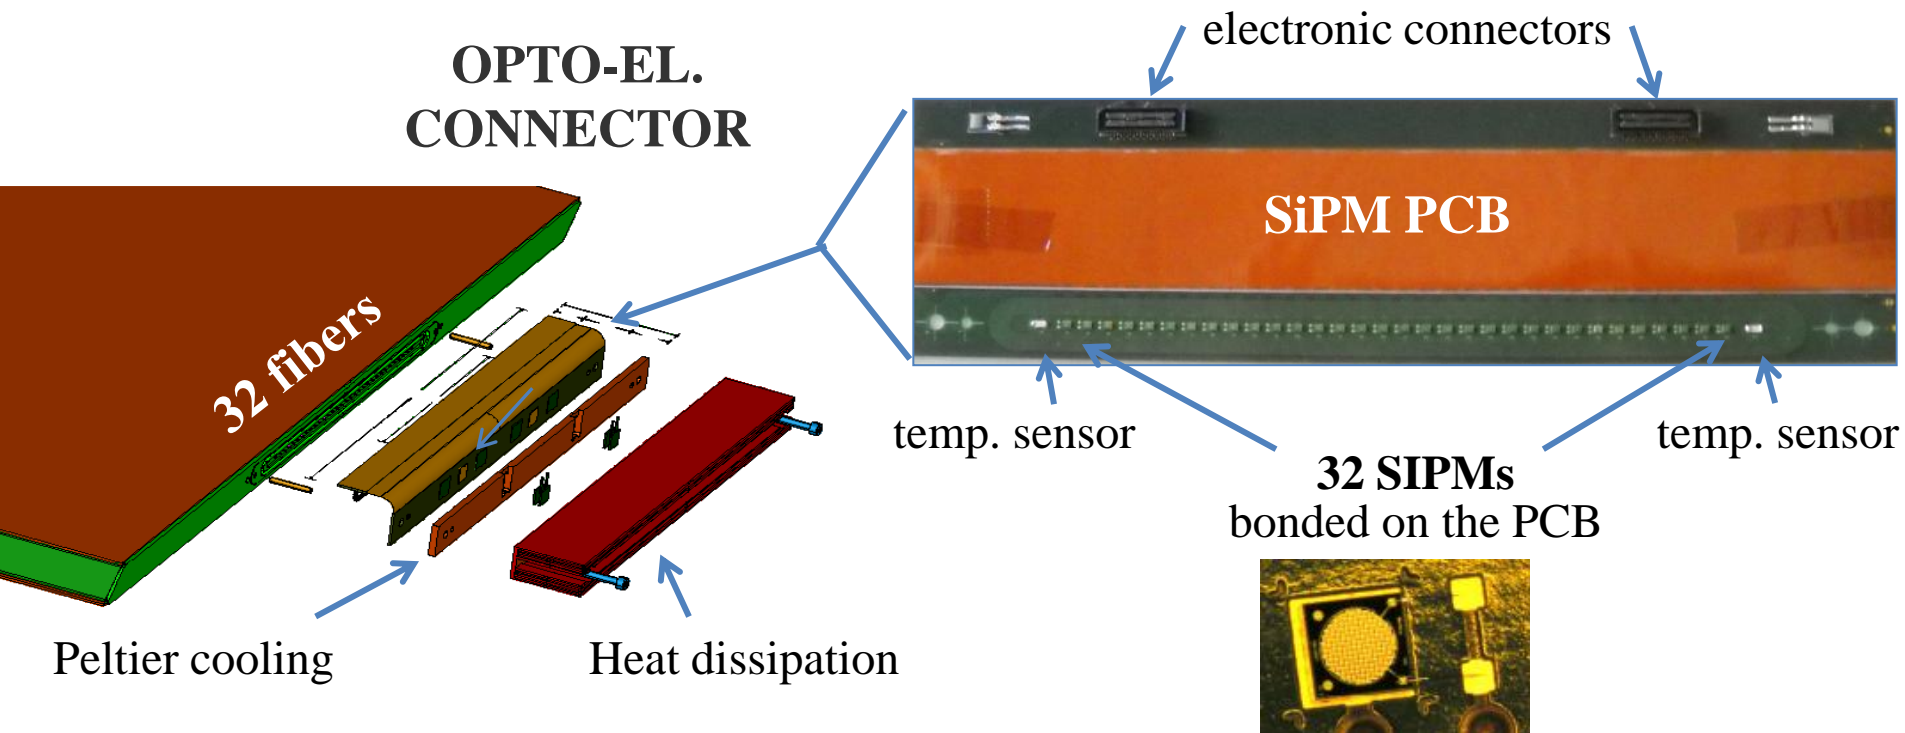 OPTO-EL.
CONNECTOR
electronic connectors
SiPM PCB
32 fibers
temp. sensor
temp. sensor
32 SIPMs
bonded on the PCB
Peltier cooling
Heat dissipation